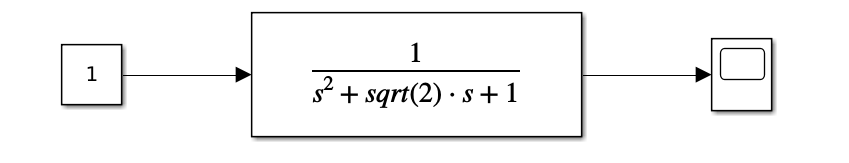 1
1
s² + sqrt(2) · s + 1